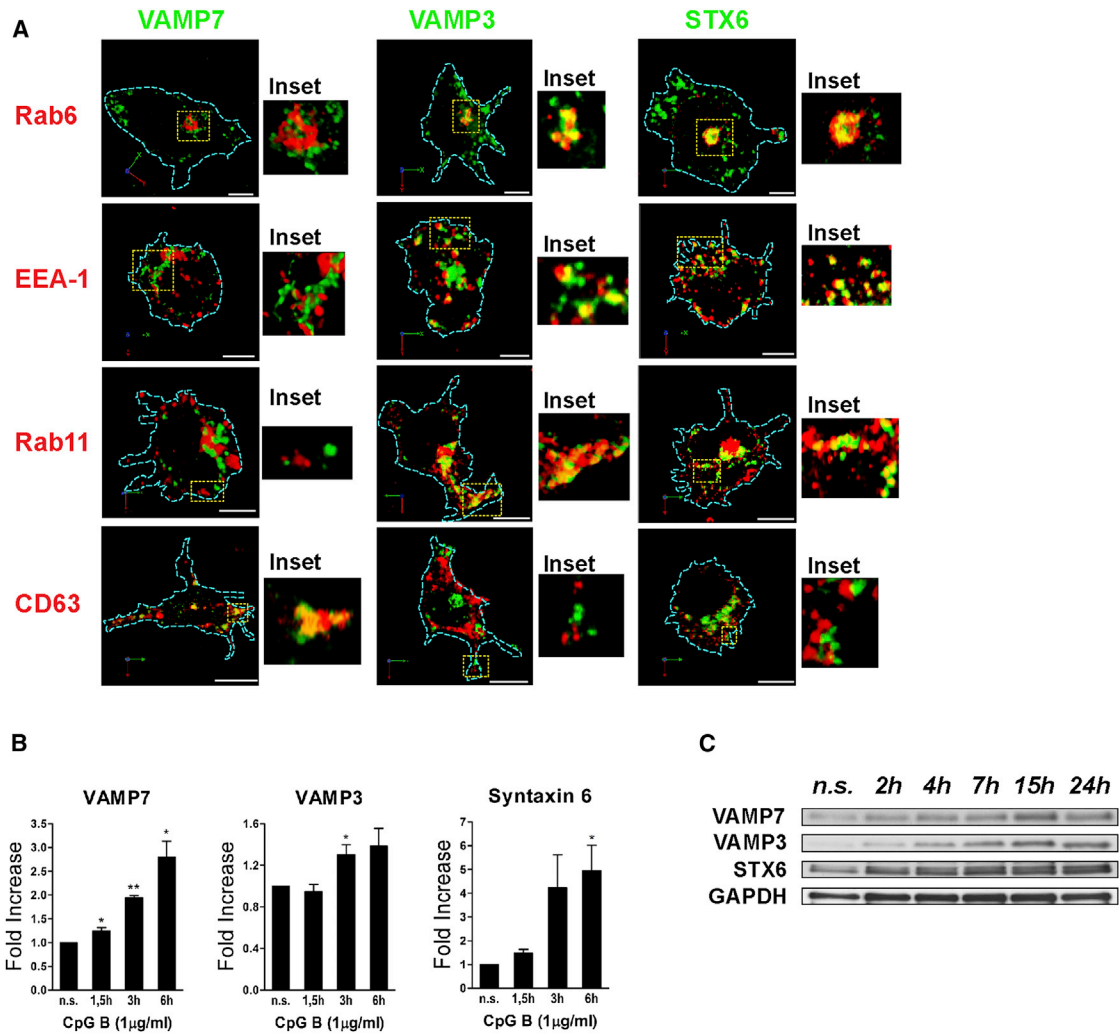 A
VAMP7 VAMP3 STX6
Rab6 Inset Inset Inset
EEA-1 Inset Inset Inset
Rab11 Inset Inset Inset
CD63 Inset Inset Inset
B
VAMP7
Fold Increase
3.5
3.0
2.5
2.0
1.5
1.0
0.5
0.0
* ** *
n.s. 1,5h 3h 6h
CpG B (1µg/ml)
VAMP3
Fold Increase
1.6
1.2
0.8
0.4
0.0
*
n.s. 1,5h 3h 6h
CpG B (1µg/ml)
Syntaxin 6
Fold Increase
7
6
5
4
3
2
1
0
*
n.s. 1,5h 3h 6h
CpG B (1µg/ml)
C
n.s. 2h 4h 7h 15h 24h
VAMP7
VAMP3
STX6
GAPDH